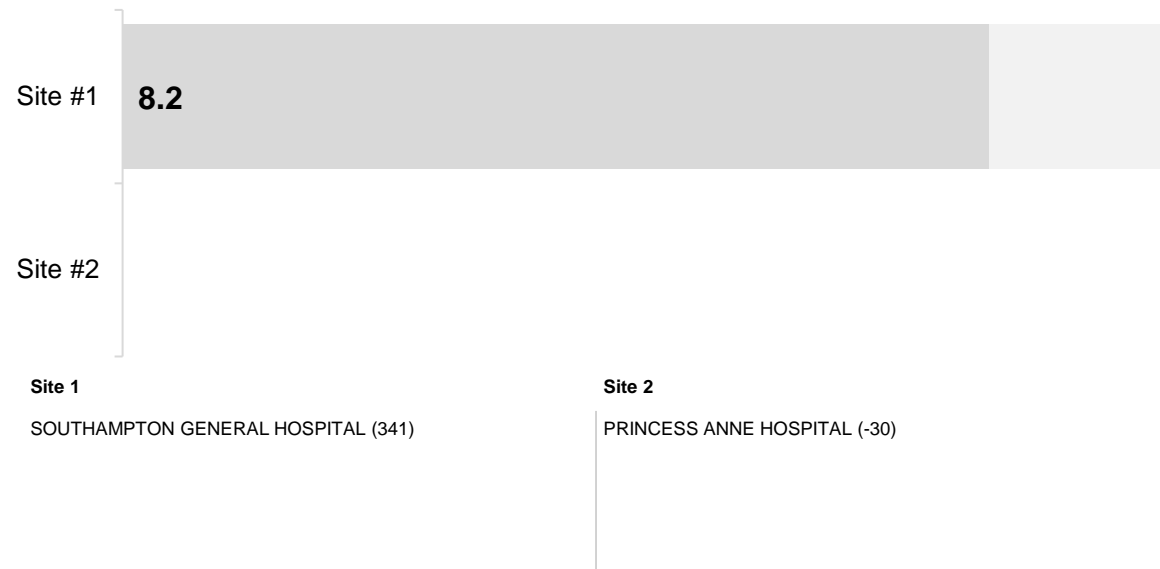 Site #1
8.2
Site #2
Site 1
SOUTHAMPTON GENERAL HOSPITAL (341)
Site 2
PRINCESS ANNE HOSPITAL (-30)